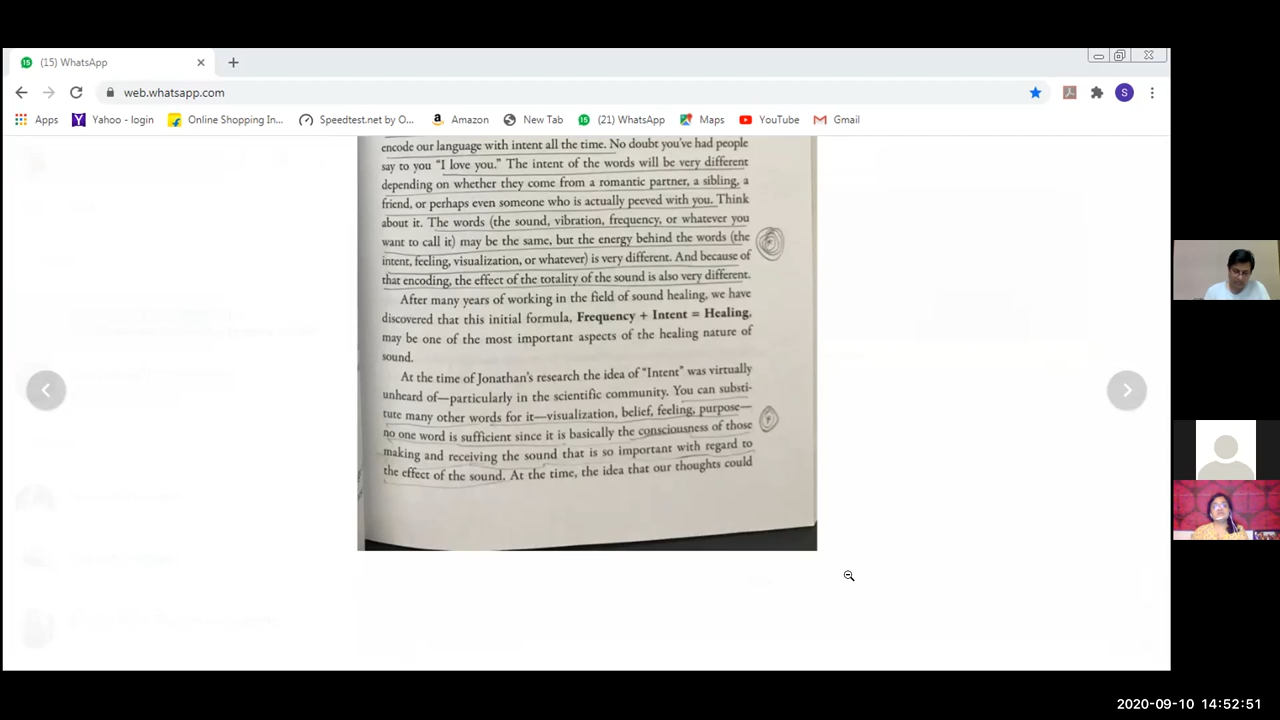 (15) WhatsApp
web.whatsapp.com
S
Apps
Yahoo - login
Online Shopping In...
Speedtest.net by O...
Amazon
New Tab
(21) WhatsApp
Maps
YouTube
Gmail
encode our language with intent all the time. No doubt you've had people
say to you “I love you.” The intent of the words will be very different
depending on whether they come from a romantic partner, a sibling, a
friend, or perhaps even someone who is actually peeved with you. Think
about it. The words (the sound, vibration, frequency, or whatever you
want to call it) may be the same, but the energy behind the words (the
intent, feeling, visualization, or whatever) is very different. And because of
that encoding, the effect of the totality of the sound is also very different.
After many years of working in the field of sound healing, we have
discovered that this initial formula, Frequency + Intent = Healing,
may be one of the most important aspects of the healing nature of
sound.
At the time of Jonathan's research the idea of “Intent” was virtually
unheard of—particularly in the scientific community. You can substi-
tute many other words for it—visualization, belief, feeling, purpose—
no one word is sufficient since it is basically the consciousness of those
making and receiving the sound that is so important with regard to
the effect of the sound. At the time, the idea that our thoughts could
2020-09-10 14:52:51